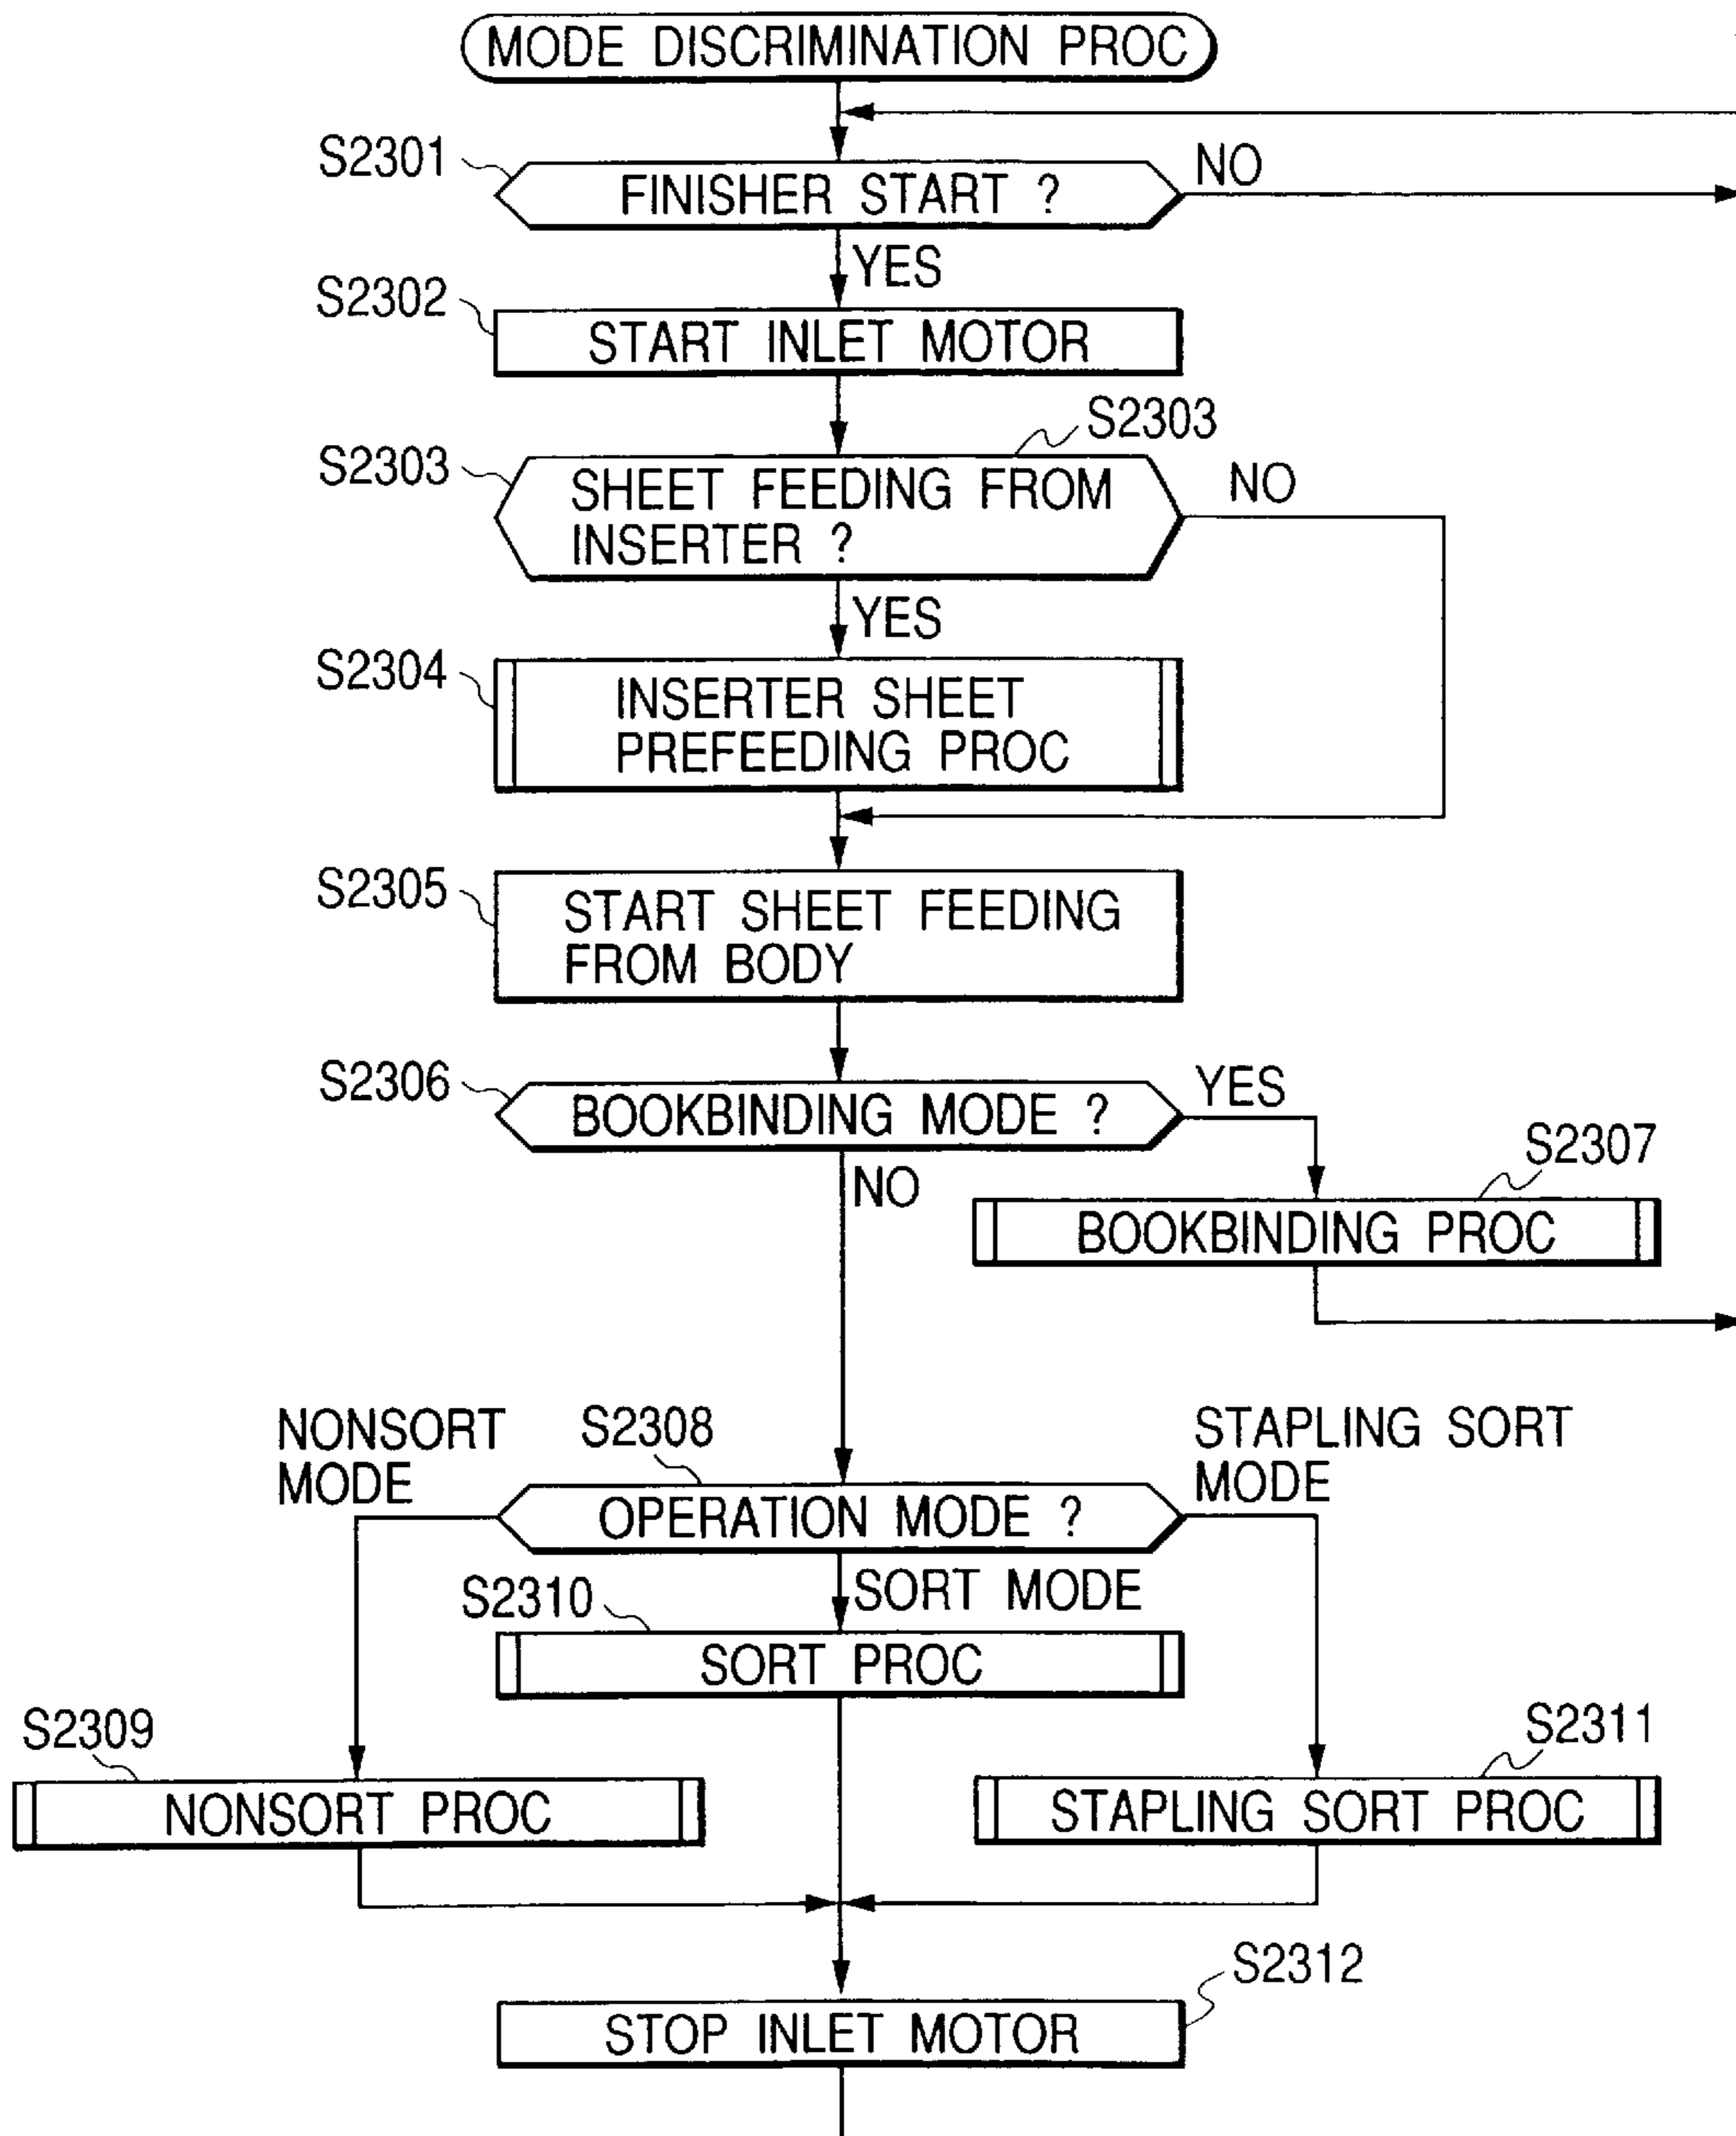 MODE DISCRIMINATION PROC
S2301
FINISHER START ?
NO
YES
S2302
START INLET MOTOR
S2303
S2303
SHEET FEEDING FROM
INSERTER ?
NO
YES
S2304
INSERTER SHEET
PREFEEDING PROC
S2305
START SHEET FEEDING
FROM BODY
S2306
BOOKBINDING MODE ?
YES
NO
S2307
BOOKBINDING PROC
NONSORT
MODE
S2308
STAPLING SORT
MODE
OPERATION MODE ?
SORT MODE
S2310
SORT PROC
S2309
NONSORT PROC
S2311
STAPLING SORT PROC
S2312
STOP INLET MOTOR